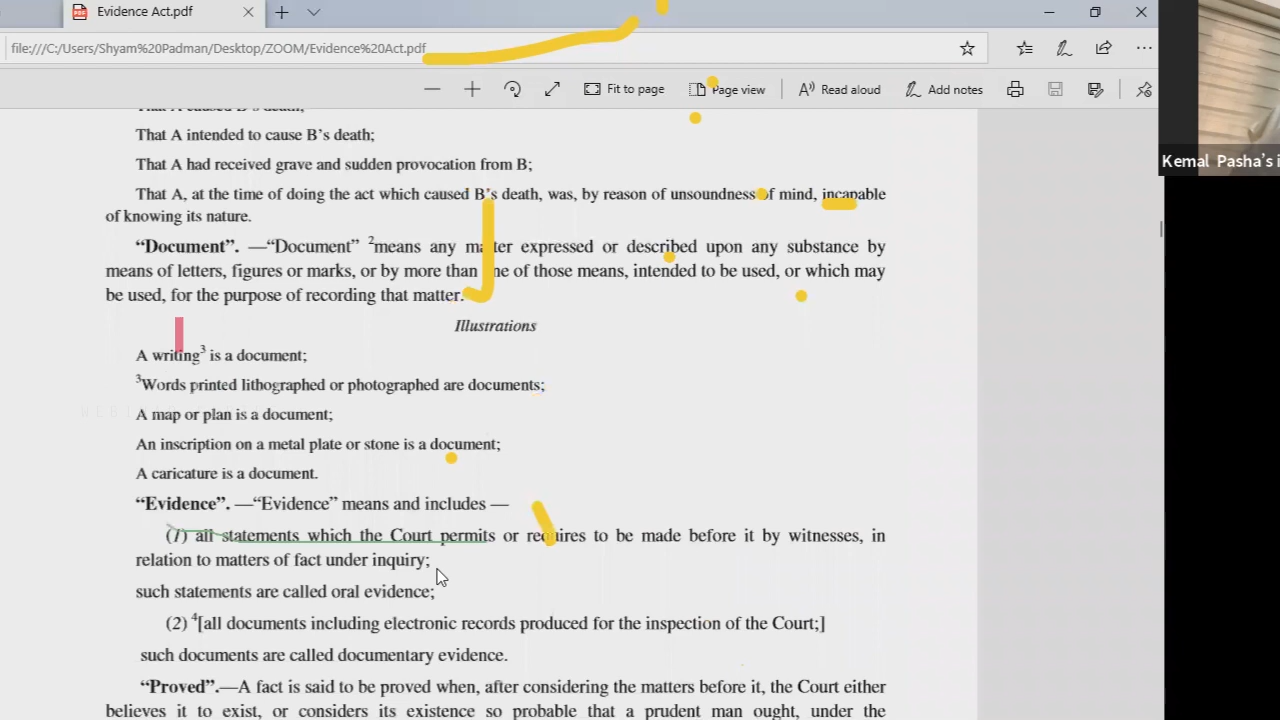 Evidence Act.pdf
file:///C:/Users/Shyam%20Padman/Desktop/ZOOM/Evidence%20Act.pdf
Fit to page
Page view
Read aloud
Add notes
Kemal Pasha's i
That A caused B's death;
That A intended to cause B's death;
That A had received grave and sudden provocation from B;
That A, at the time of doing the act which caused B's death, was, by reason of unsoundness of mind, incapable
of knowing its nature.
“Document”. —“Document” 2means any matter expressed or described upon any substance by
means of letters, figures or marks, or by more than one of those means, intended to be used, or which may
be used, for the purpose of recording that matter.
Illustrations
A writing3 is a document;
3Words printed lithographed or photographed are documents;
A map or plan is a document;
An inscription on a metal plate or stone is a document;
A caricature is a document.
“Evidence”. —“Evidence” means and includes —
(1) all statements which the Court permits or requires to be made before it by witnesses, in
relation to matters of fact under inquiry;
such statements are called oral evidence;
(2) 4[all documents including electronic records produced for the inspection of the Court;]
such documents are called documentary evidence.
“Proved”.—A fact is said to be proved when, after considering the matters before it, the Court either
believes it to exist, or considers its existence so probable that a prudent man ought, under the